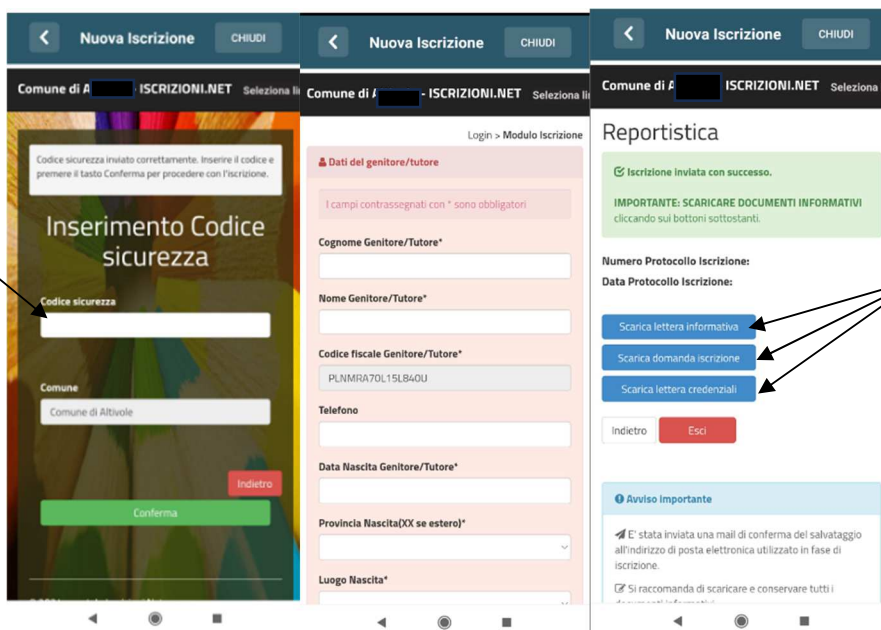 Nuova Iscrizione CHIUDI
Comune di A ISCRIZIONI.NET Seleziona li
Codice sicurezza inviato correttamente. Inserire il codice e
premere il tasto Conferma per procedere con l'iscrizione.
Inserimento Codice
sicurezza
Codice sicurezza
Comune
Comune di Altivole
Indietro
Conferma
Nuova Iscrizione CHIUDI
Comune di - ISCRIZIONI.NET Seleziona li
Login > Modulo Iscrizione
Dati del genitore/tutore
I campi contrassegnati con * sono obbligatori
Cognome Genitore/Tutore*
Nome Genitore/Tutore*
Codice fiscale Genitore/Tutore*
PLNMRA70L15L840U
Telefono
Data Nascita Genitore/Tutore*
Provincia Nascita(XX se estero)*
Luogo Nascita*
Nuova Iscrizione CHIUDI
Comune di A ISCRIZIONI.NET Seleziona
Reportistica
Iscrizione inviata con successo.
IMPORTANTE: SCARICARE DOCUMENTI INFORMATIVI
cliccando sui bottoni sottostanti.
Numero Protocollo Iscrizione:
Data Protocollo Iscrizione:
Scarica lettera informativa
Scarica domanda iscrizione
Scarica lettera credenziali
Indietro Esci
Avviso importante
E' stata inviata una mail di conferma del salvataggio
all'indirizzo di posta elettronica utilizzato in fase di
iscrizione.
Si raccomanda di scaricare e conservare tutti i